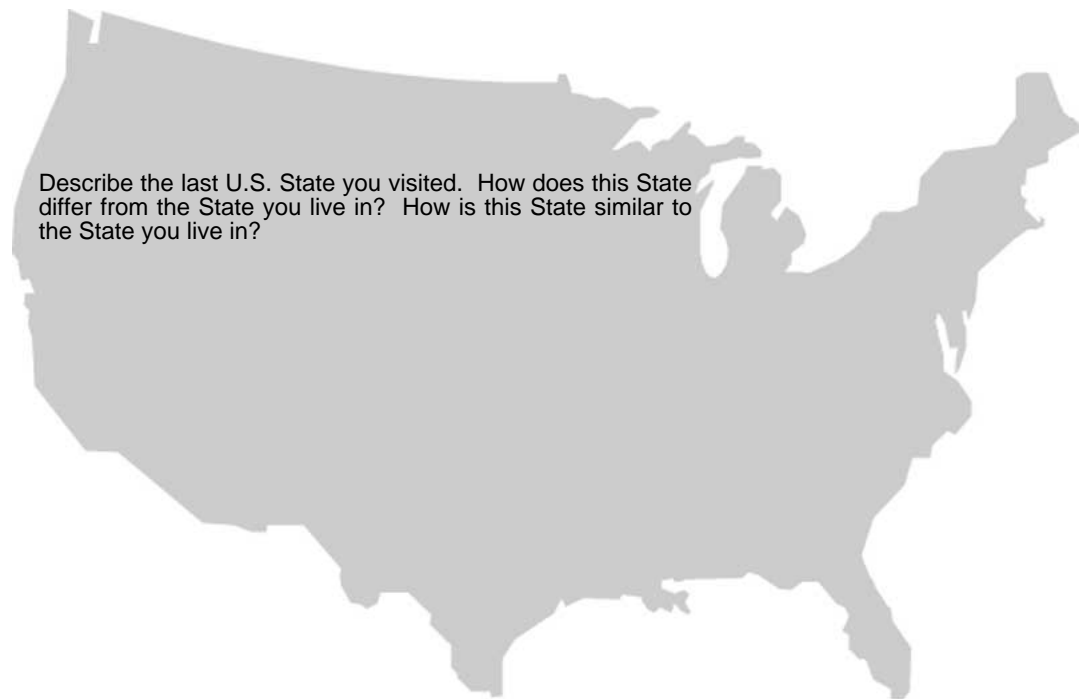 Describe the last U.S. State you visited.  How does this State
differ from the State you live in?  How is this State similar to
the State you live in?